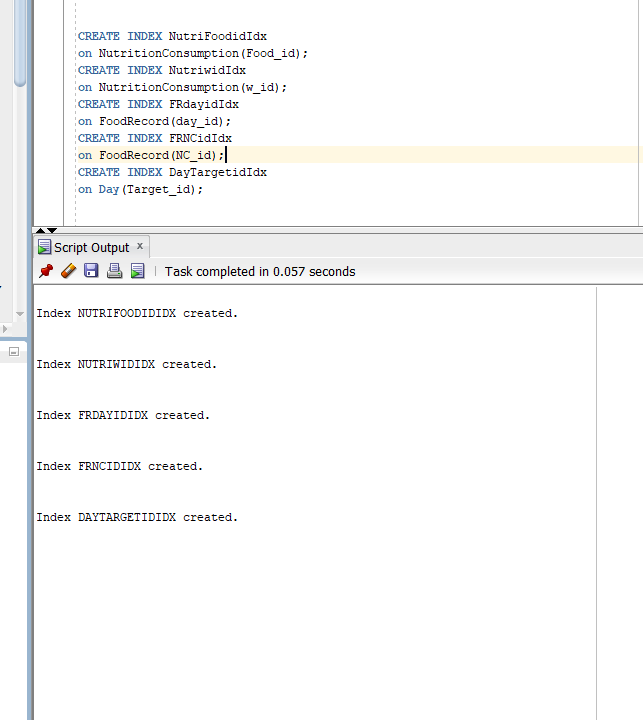 CREATE INDEX NutriFoodidIdx
on NutritionConsumption(Food_id);
CREATE INDEX NutriwidIdx
on NutritionConsumption(w_id);
CREATE INDEX FRdayidIdx
on FoodRecord(day_id);
CREATE INDEX FRNCidIdx
on FoodRecord(NC_id);
CREATE INDEX DayTargetidIdx
on Day(Target_id);
Script Output x
Task completed in 0.057 seconds
Index NUTRIFOODIDIDX created.
Index NUTRIWIDIDX created.
Index FRDAYIDIDX created.
Index FRNCIDIDX created.
Index DAYTARGETIDIDX created.